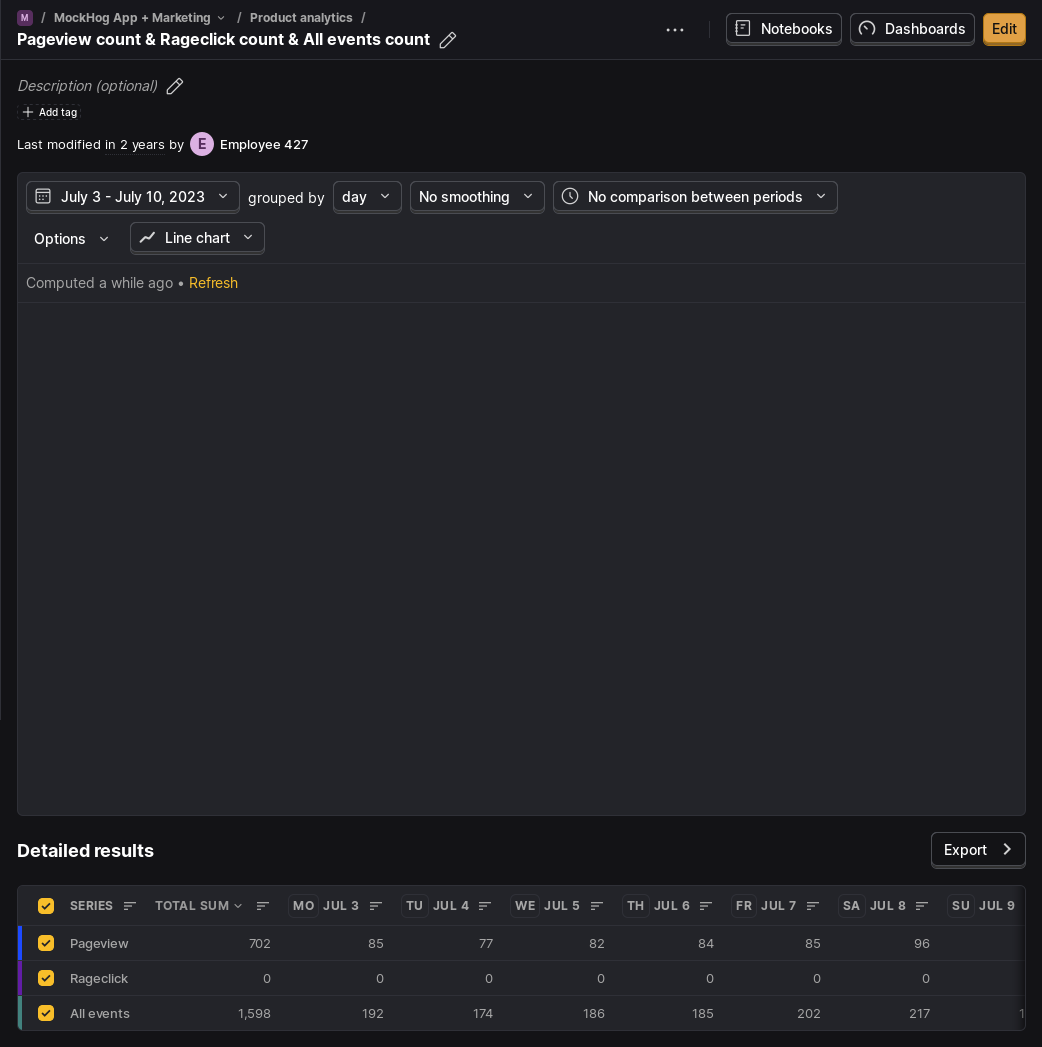 M / MockHog App + Marketing / Product analytics /
Pageview count & Rageclick count & All events count
Notebooks Dashboards Edit
Description (optional)
Add tag
Last modified in 2 years by E Employee 427
July 3 - July 10, 2023 grouped by day No smoothing No comparison between periods
Options Line chart
Computed a while ago • Refresh
Detailed results
Export
SERIES TOTAL SUM MO JUL 3 TU JUL 4 WE JUL 5 TH JUL 6 FR JUL 7 SA JUL 8 SU JUL 9
Pageview 702 85 77 82 84 85 96
Rageclick 0 0 0 0 0 0 0
All events 1,598 192 174 186 185 202 217